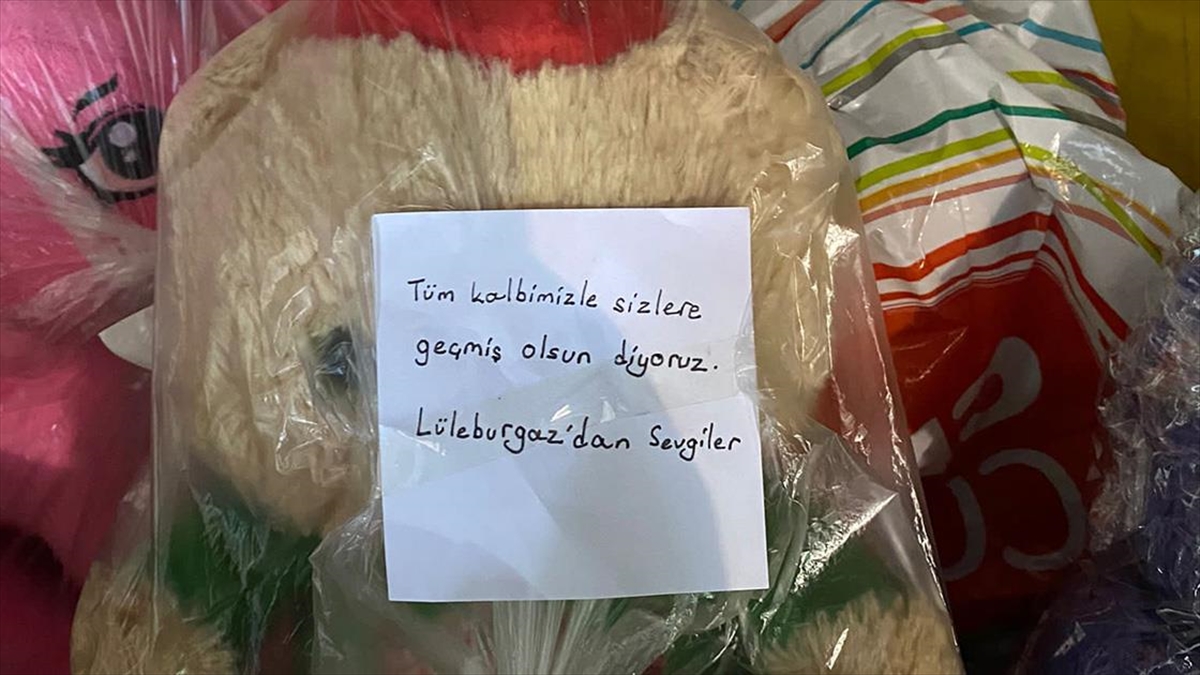 Tüm kalbimizle sizlere
geçmiş olsun diyoruz.
Lüleburgaz'dan Sevgiler